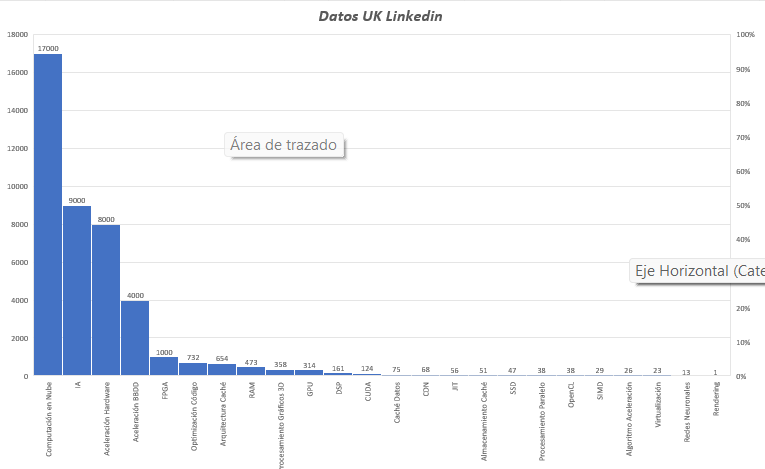 Datos UK Linkedin
18000
16000
14000
12000
10000
8000
6000
4000
2000
0
100%
90%
80%
70%
60%
50%
40%
20%
10%
0%
17000
9000
8000
4000
1000
732
654
473
358
314
161
124
75
68
56
51
47
38
38
29
26
23
13
1
Área de trazado
Eje Horizontal (Cate
Computación en Nube
IA
Aceleración Hardware
Aceleración BBDD
FPGA
Optimización Código
Arquitectura Caché
RAM
rocesamiento Gráficos 3D
GPU
DSP
CUDA
Caché Datos
CDN
JIT
Almacenamiento Caché
SSD
Procesamiento Paralelo
OpenCL
SIMD
Algoritmo Aceleración
Virtualización
Redes Neuronales
Rendering